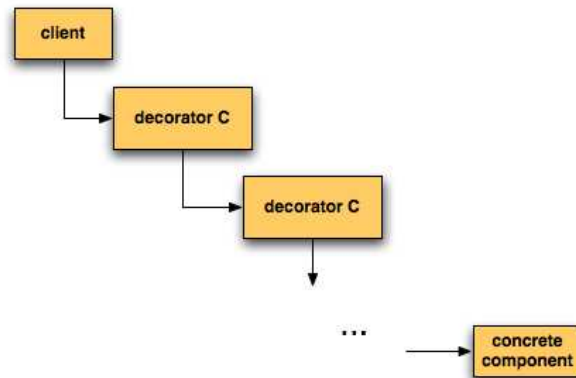 client
decorator C
decorator C
...
concrete
component